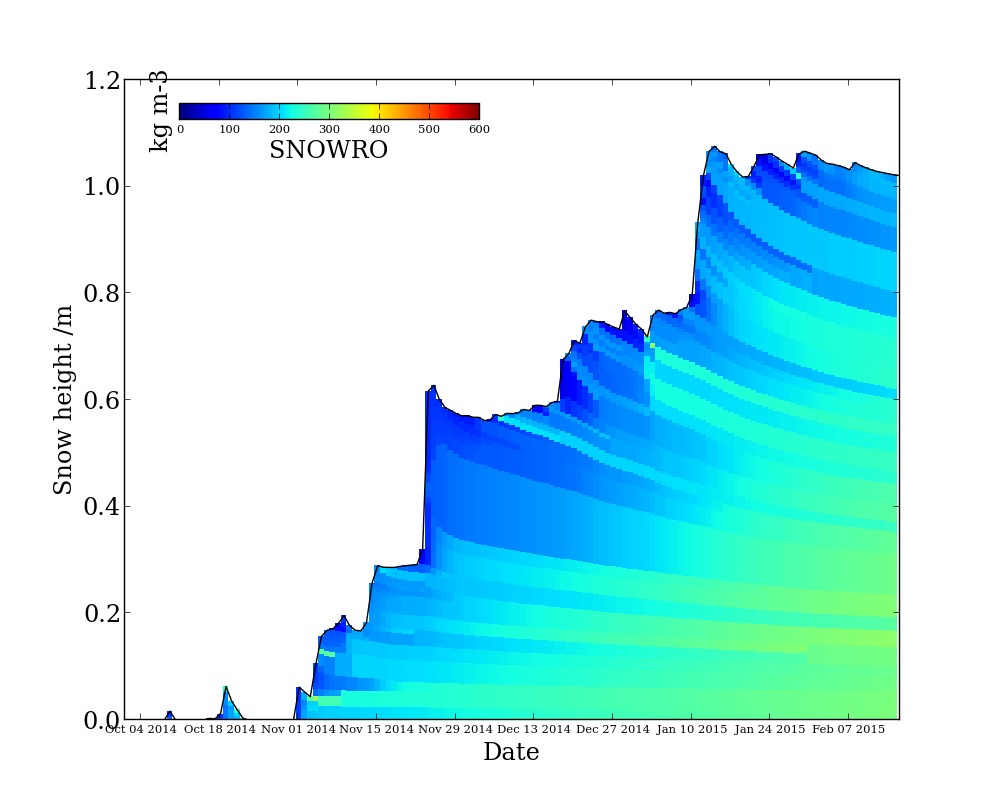 1.2
kg m-3
0 100 200 300 400 500 600
SNOWRO
1.0
0.8
Snow height /m
0.6
0.4
0.2
0.0
Oct 04 2014 Oct 18 2014 Nov 01 2014 Nov 15 2014 Nov 29 2014 Dec 13 2014 Dec 27 2014 Jan 10 2015 Jan 24 2015 Feb 07 2015
Date